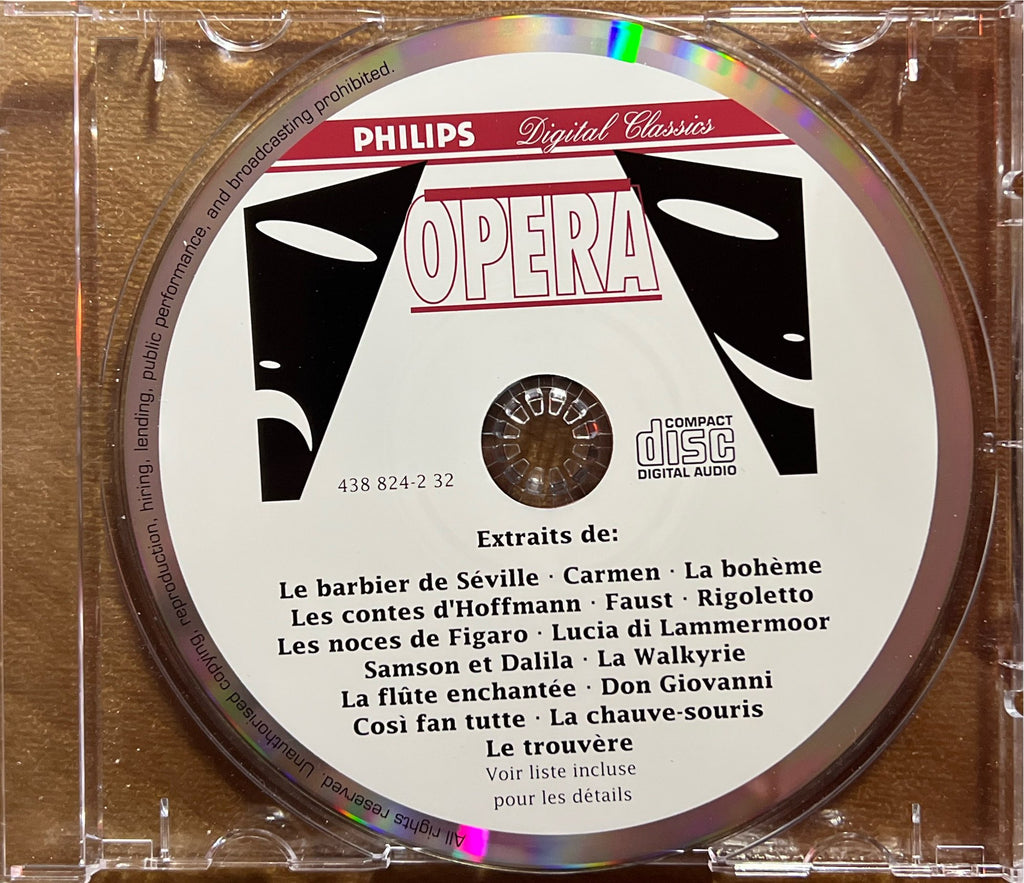 PHILIPS Digital Classics
OPERA
COMPACT
disc
DIGITAL AUDIO
438 824-2 32
Extraits de:
Le barbier de Séville · Carmen · La bohème
Les contes d'Hoffmann · Faust · Rigoletto
Les noces de Figaro · Lucia di Lammermoor
Samson et Dalila · La Walkyrie
La flûte enchantée · Don Giovanni
Così fan tutte · La chauve-souris
Le trouvère
Voir liste incluse
pour les détails
All rights reserved. Unauthorised copying, reproduction, hiring, lending, public performance, and broadcasting prohibited.